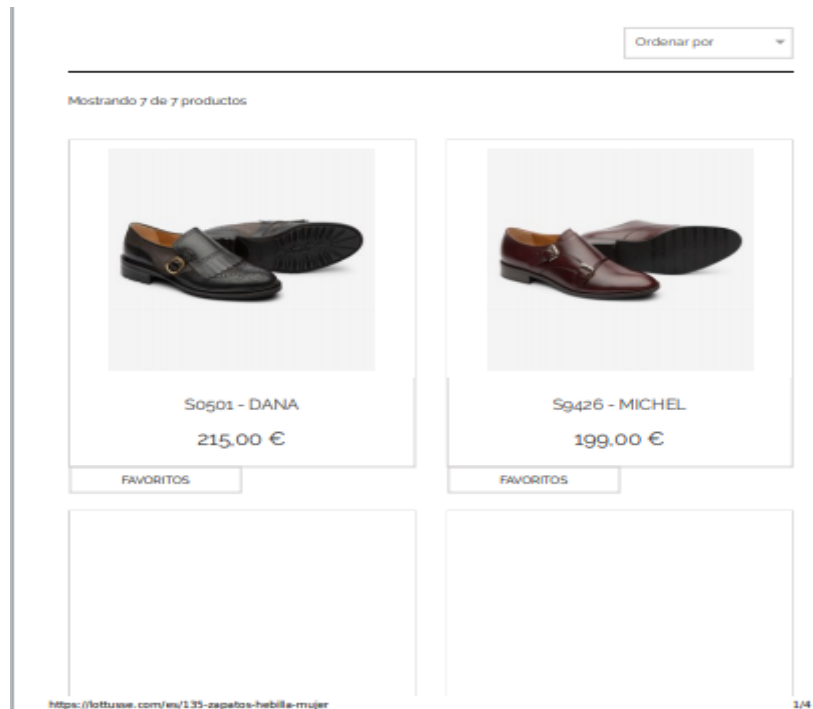 Ordenar por
Mostrando 7 de 7 productos
S0501 - DANA
215,00 €
FAVORITOS
S9426 - MICHEL
199,00 €
FAVORITOS
https://lottusse.com/es/135-zapatos-hebilla-mujer
1/4